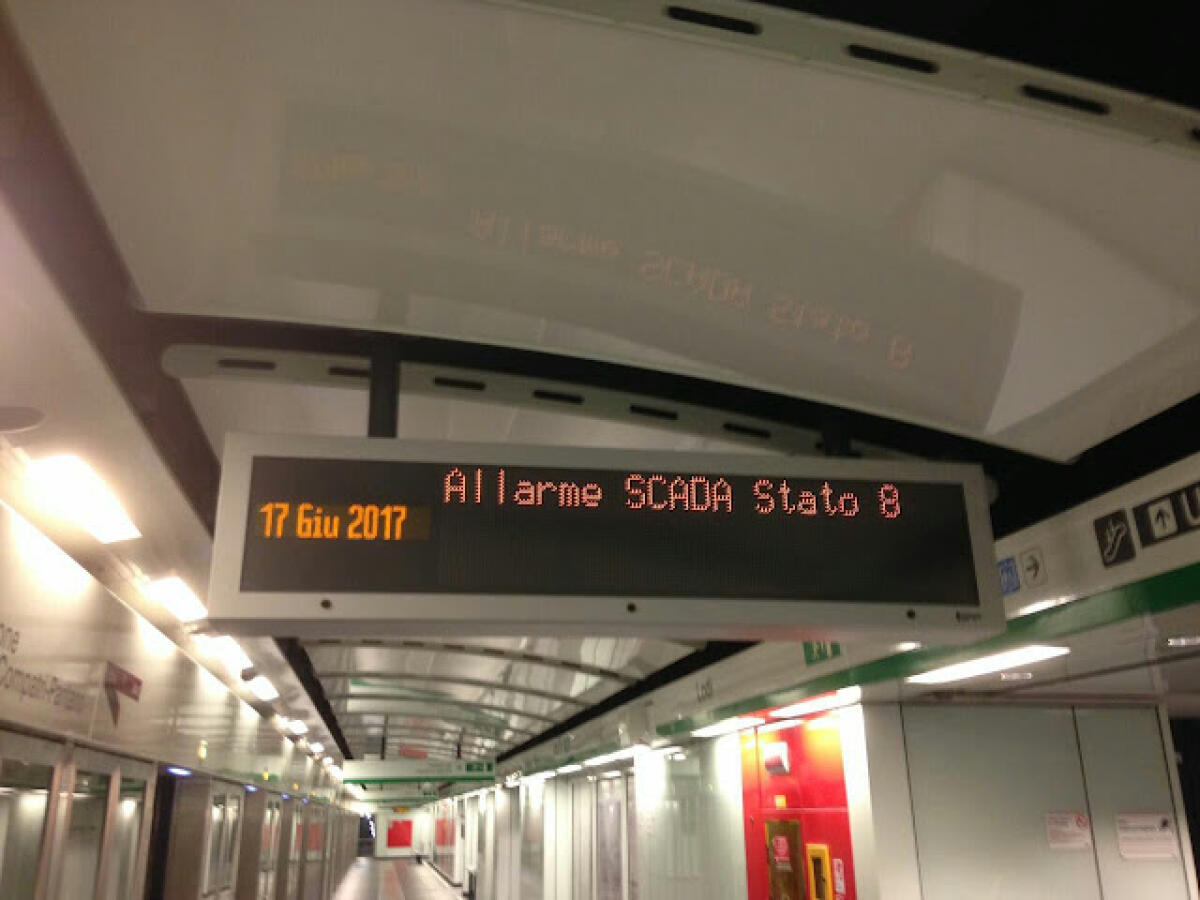 Allarme SCADA Stato 8
17 Giu 2017
Lodi